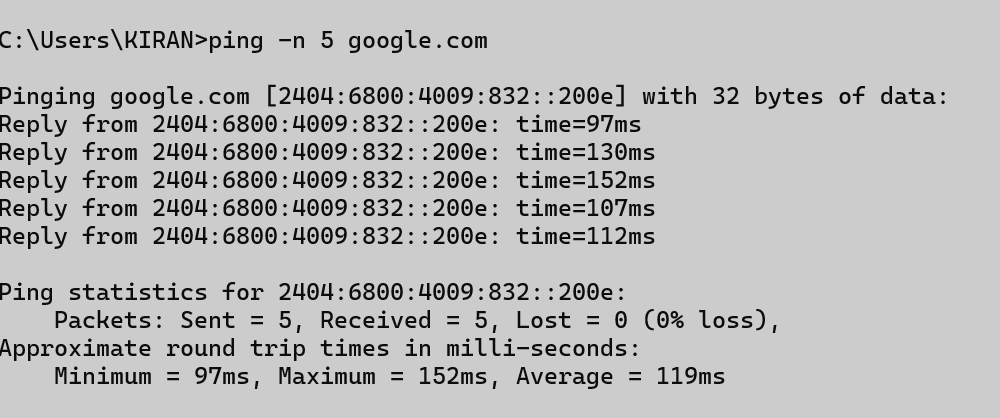 C:\Users\KIRAN>ping -n 5 google.com
Pinging google.com [2404:6800:4009:832::200e] with 32 bytes of data:
Reply from 2404:6800:4009:832::200e: time=97ms
Reply from 2404:6800:4009:832::200e: time=130ms
Reply from 2404:6800:4009:832::200e: time=152ms
Reply from 2404:6800:4009:832::200e: time=107ms
Reply from 2404:6800:4009:832::200e: time=112ms
Ping statistics for 2404:6800:4009:832::200e:
    Packets: Sent = 5, Received = 5, Lost = 0 (0% loss),
Approximate round trip times in milli-seconds:
    Minimum = 97ms, Maximum = 152ms, Average = 119ms